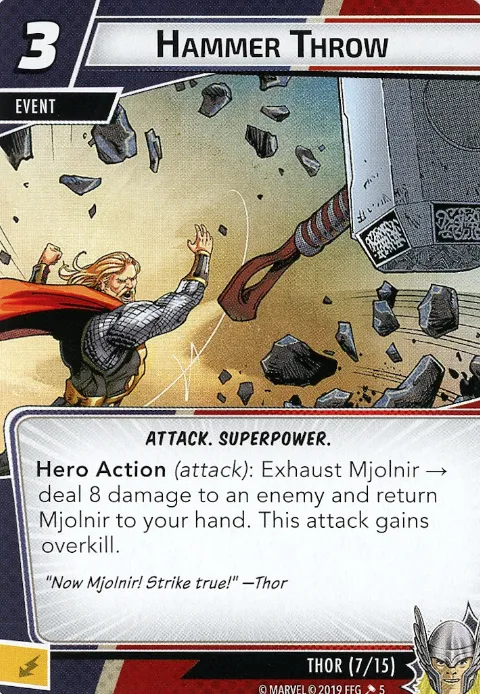 3
HAMMER THROW
EVENT
ATTACK. SUPERPOWER.
Hero Action (attack): Exhaust Mjolnir →
deal 8 damage to an enemy and return
Mjolnir to your hand. This attack gains
overkill.
"Now Mjolnir! Strike true!" —Thor
THOR (7/15)
© MARVEL © 2019 FFG 5